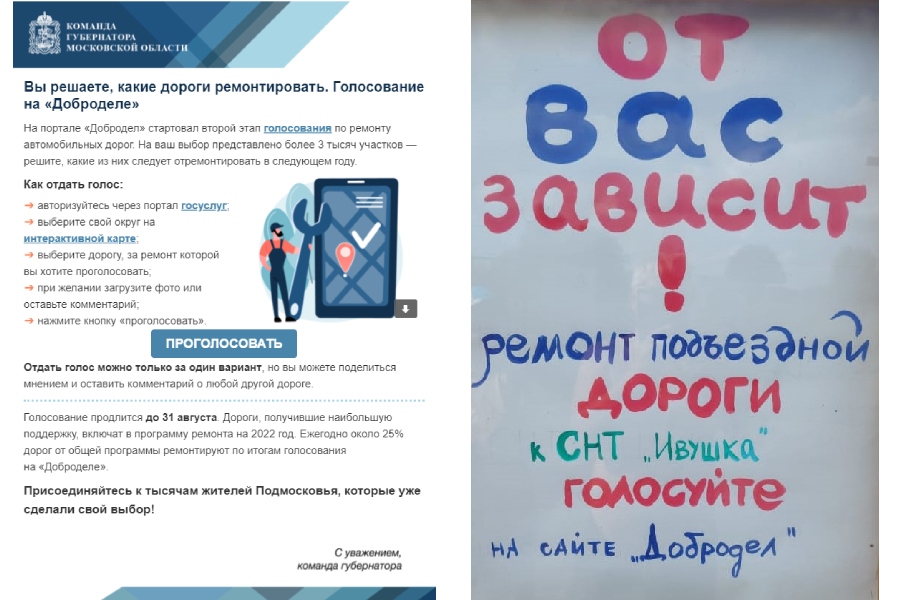 КОМАНДА
ГУБЕРНАТОРА
МОСКОВСКОЙ ОБЛАСТИ
Вы решаете, какие дороги ремонтировать. Голосование
на «Доброделе»
На портале «Добродел» стартовал второй этап голосования по ремонту
автомобильных дорог. На ваш выбор представлено более 3 тысяч участков —
решите, какие из них следует отремонтировать в следующем году.
Как отдать голос:
➔ авторизуйтесь через портал госуслуг;
➔ выберите свой округ на
интерактивной карте;
➔ выберите дорогу, за ремонт которой
вы хотите проголосовать;
➔ при желании загрузите фото или
оставьте комментарий;
➔ нажмите кнопку «проголосовать».
ПРОГОЛОСОВАТЬ
Отдать голос можно только за один вариант, но вы можете поделиться
мнением и оставить комментарий о любой другой дороге.
Голосование продлится до 31 августа. Дороги, получившие наибольшую
поддержку, включат в программу ремонта на 2022 год. Ежегодно около 25%
дорог от общей программы ремонтируют по итогам голосования
на «Доброделе».
Присоединяйтесь к тысячам жителей Подмосковья, которые уже
сделали свой выбор!
С уважением,
команда губернатора
ОТ
Вас
зависит
!
ремонт подъездной
ДОРОГИ
к СНТ „Ивушка"
голосуйте
на сайте „Добродел"